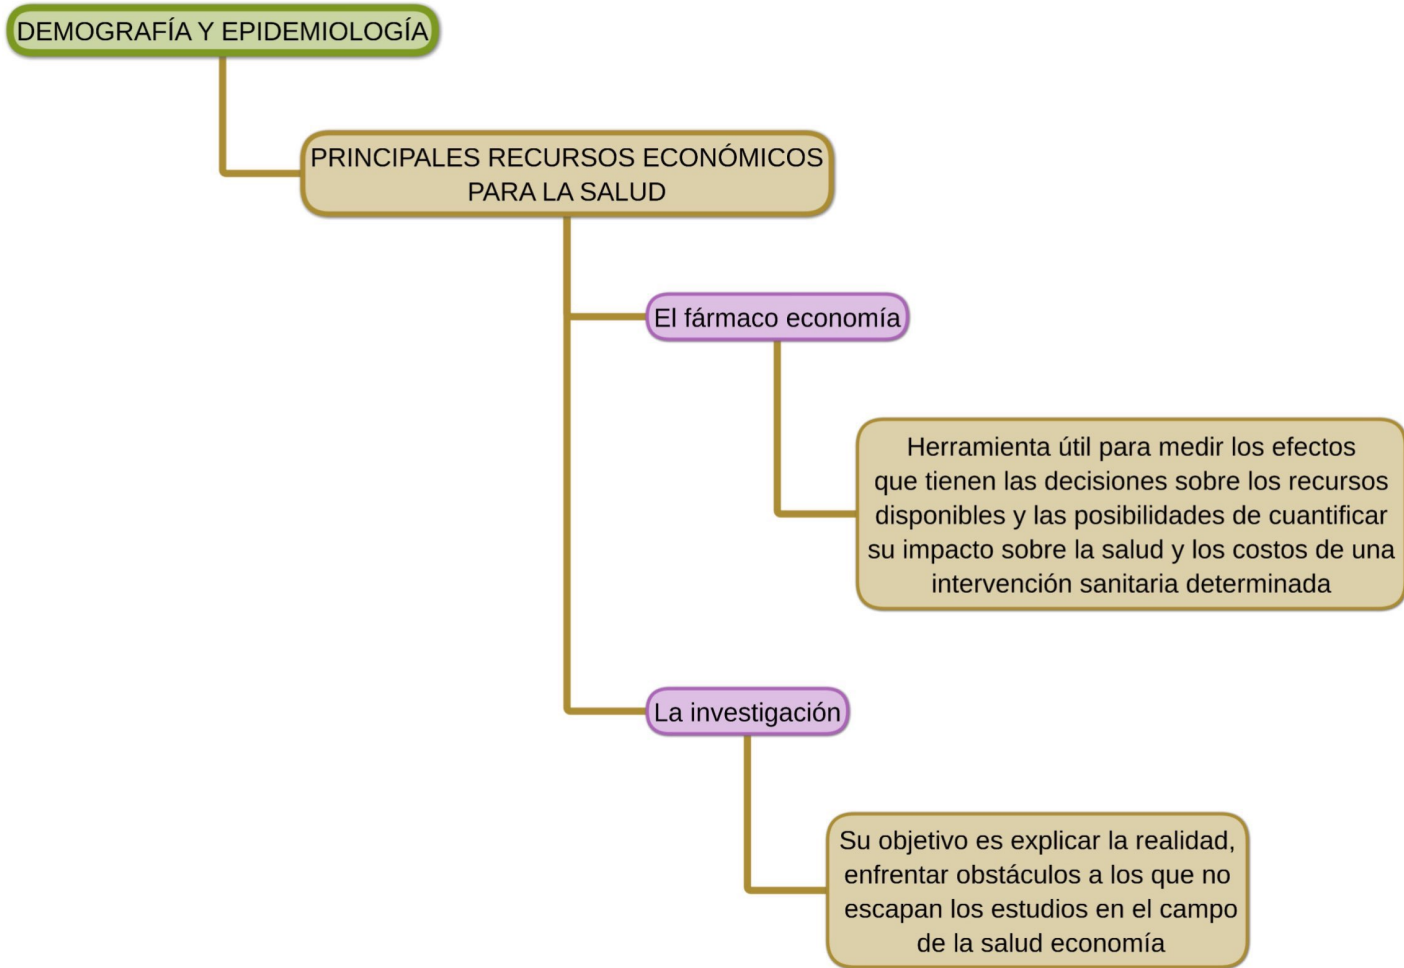 DEMOGRAFÍA Y EPIDEMIOLOGÍA
PRINCIPALES RECURSOS ECONÓMICOS
PARA LA SALUD
El fármaco economía
Herramienta útil para medir los efectos
que tienen las decisiones sobre los recursos
disponibles y las posibilidades de cuantificar
su impacto sobre la salud y los costos de una
intervención sanitaria determinada
La investigación
Su objetivo es explicar la realidad,
enfrentar obstáculos a los que no
escapan los estudios en el campo
de la salud economía